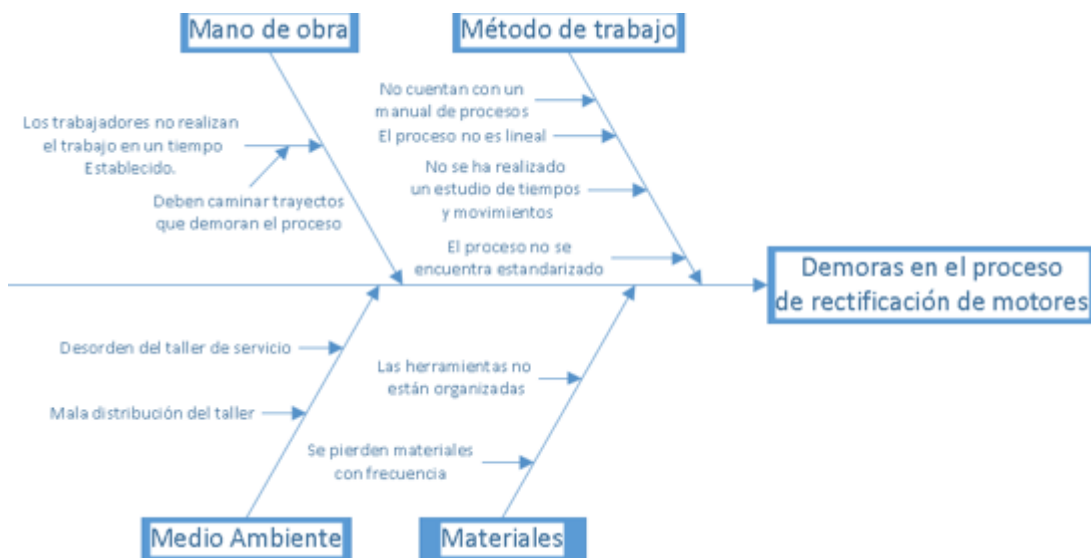 Mano de obra
Método de trabajo
No cuentan con un
manual de procesos
Los trabajadores no realizan
el trabajo en un tiempo
Establecido.
El proceso no es lineal
No se ha realizado
un estudio de tiempos
y movimientos
Deben caminar trayectos
que demoran el proceso
El proceso no se
encuentra estandarizado
Demoras en el proceso
de rectificación de motores
Desorden del taller de servicio
Las herramientas no
están organizadas
Mala distribución del taller
Se pierden materiales
con frecuencia
Medio Ambiente
Materiales